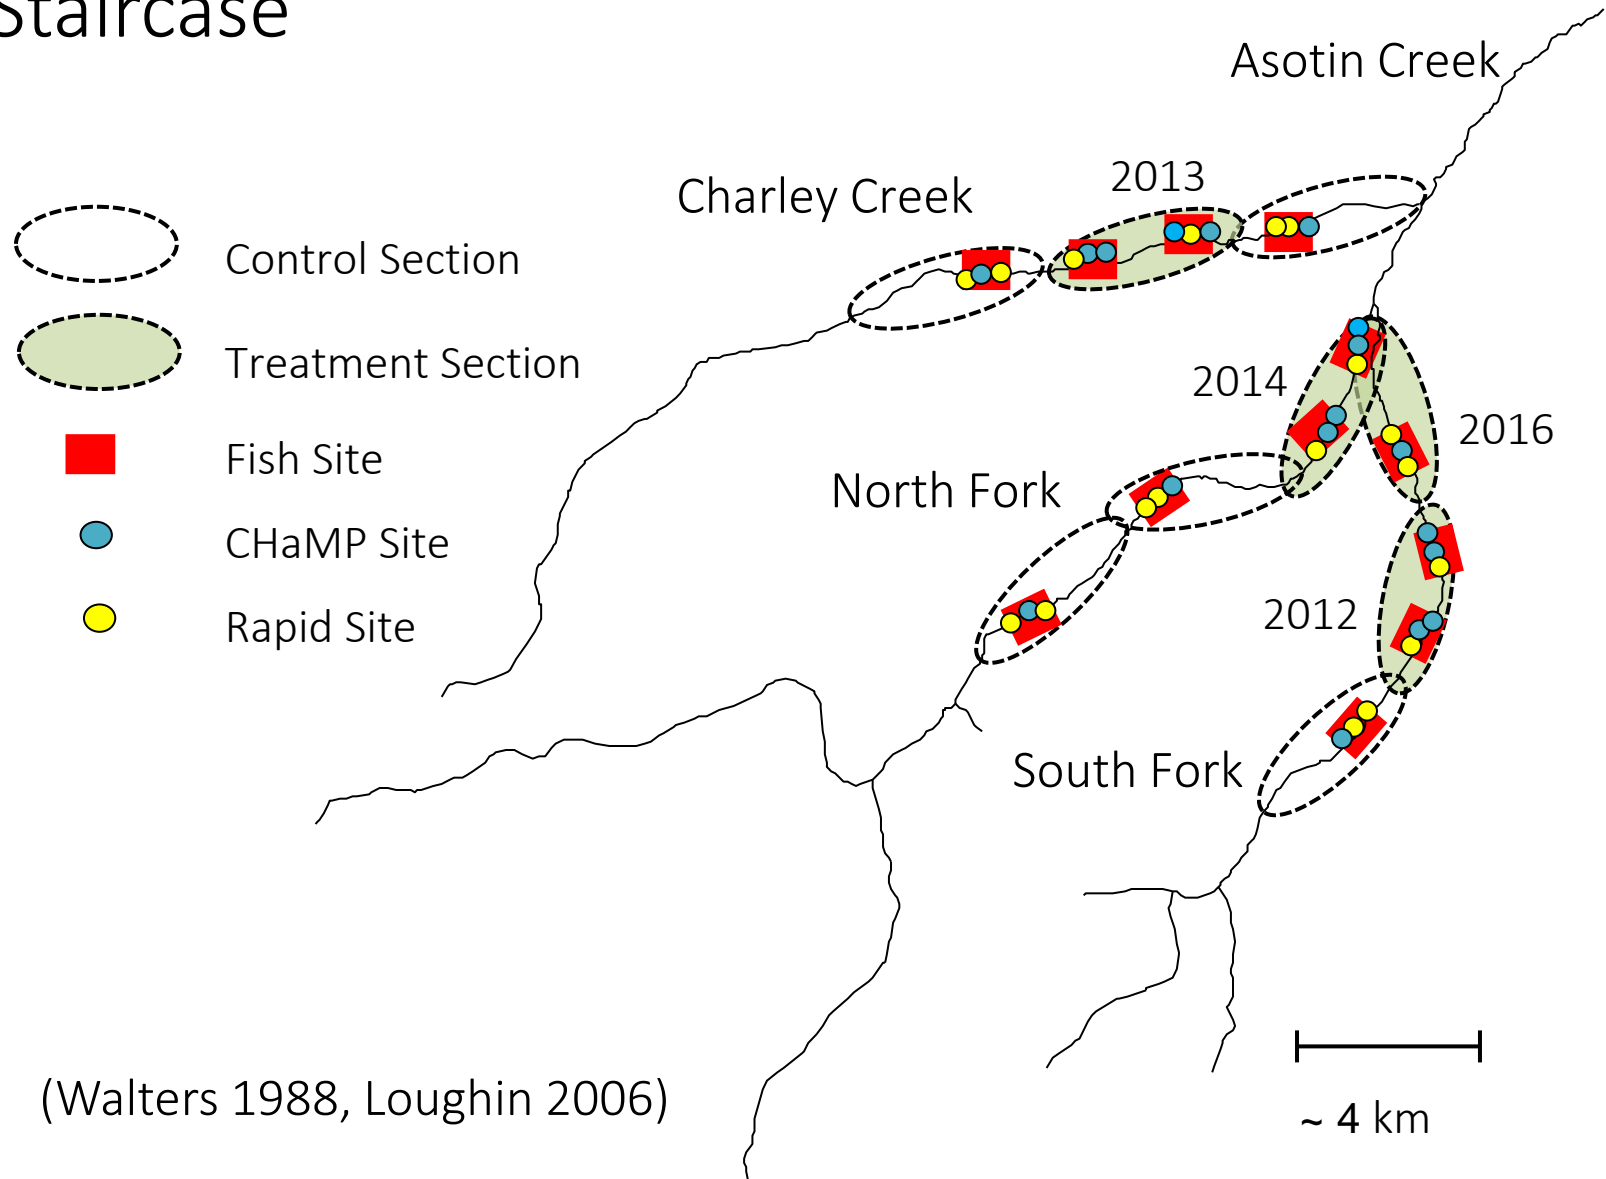 Staircase
Asotin Creek
2013
Charley Creek
Control Section
Treatment Section
2014
2016
Fish Site
North Fork
CHaMP Site
2012
Rapid Site
South Fork
(Walters 1988, Loughin 2006)
~ 4 km